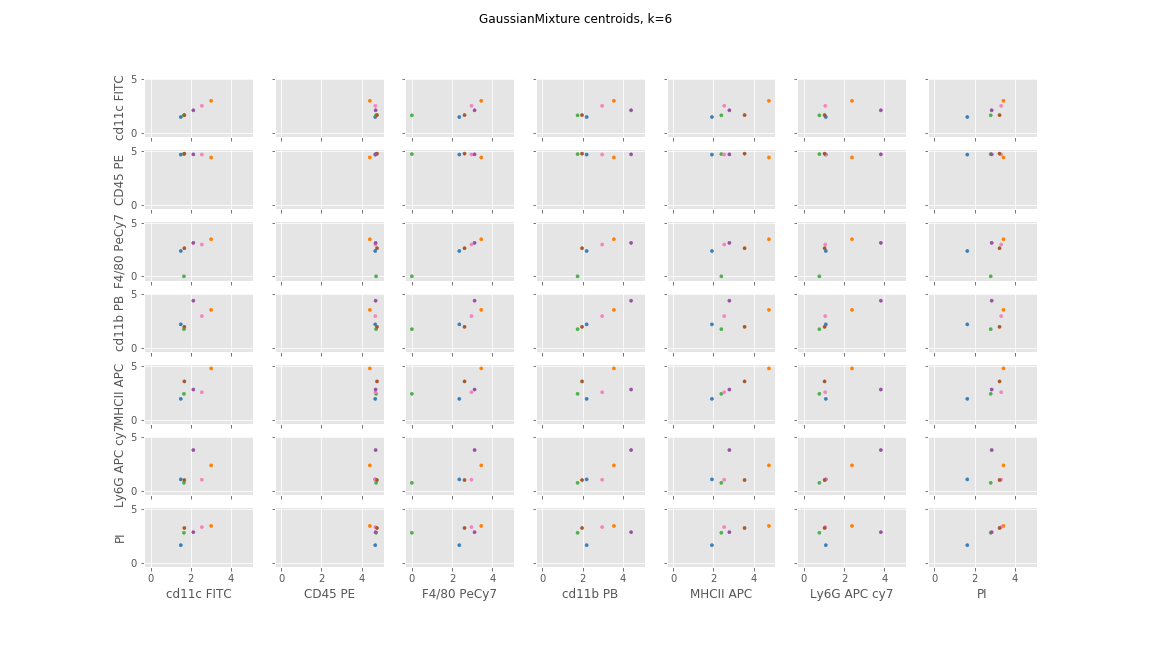 GaussianMixture centroids, k=6
cd11c FITC
5
0
CD45 PE
5
0
F4/80 PeCy7
5
0
cd11b PB
5
0
MHCII APC
5
0
Ly6G APC cy7
5
0
PI
5
0
0 2 4 0 2 4 0 2 4 0 2 4 0 2 4 0 2 4 0 2 4
cd11c FITC CD45 PE F4/80 PeCy7 cd11b PB MHCII APC Ly6G APC cy7 PI